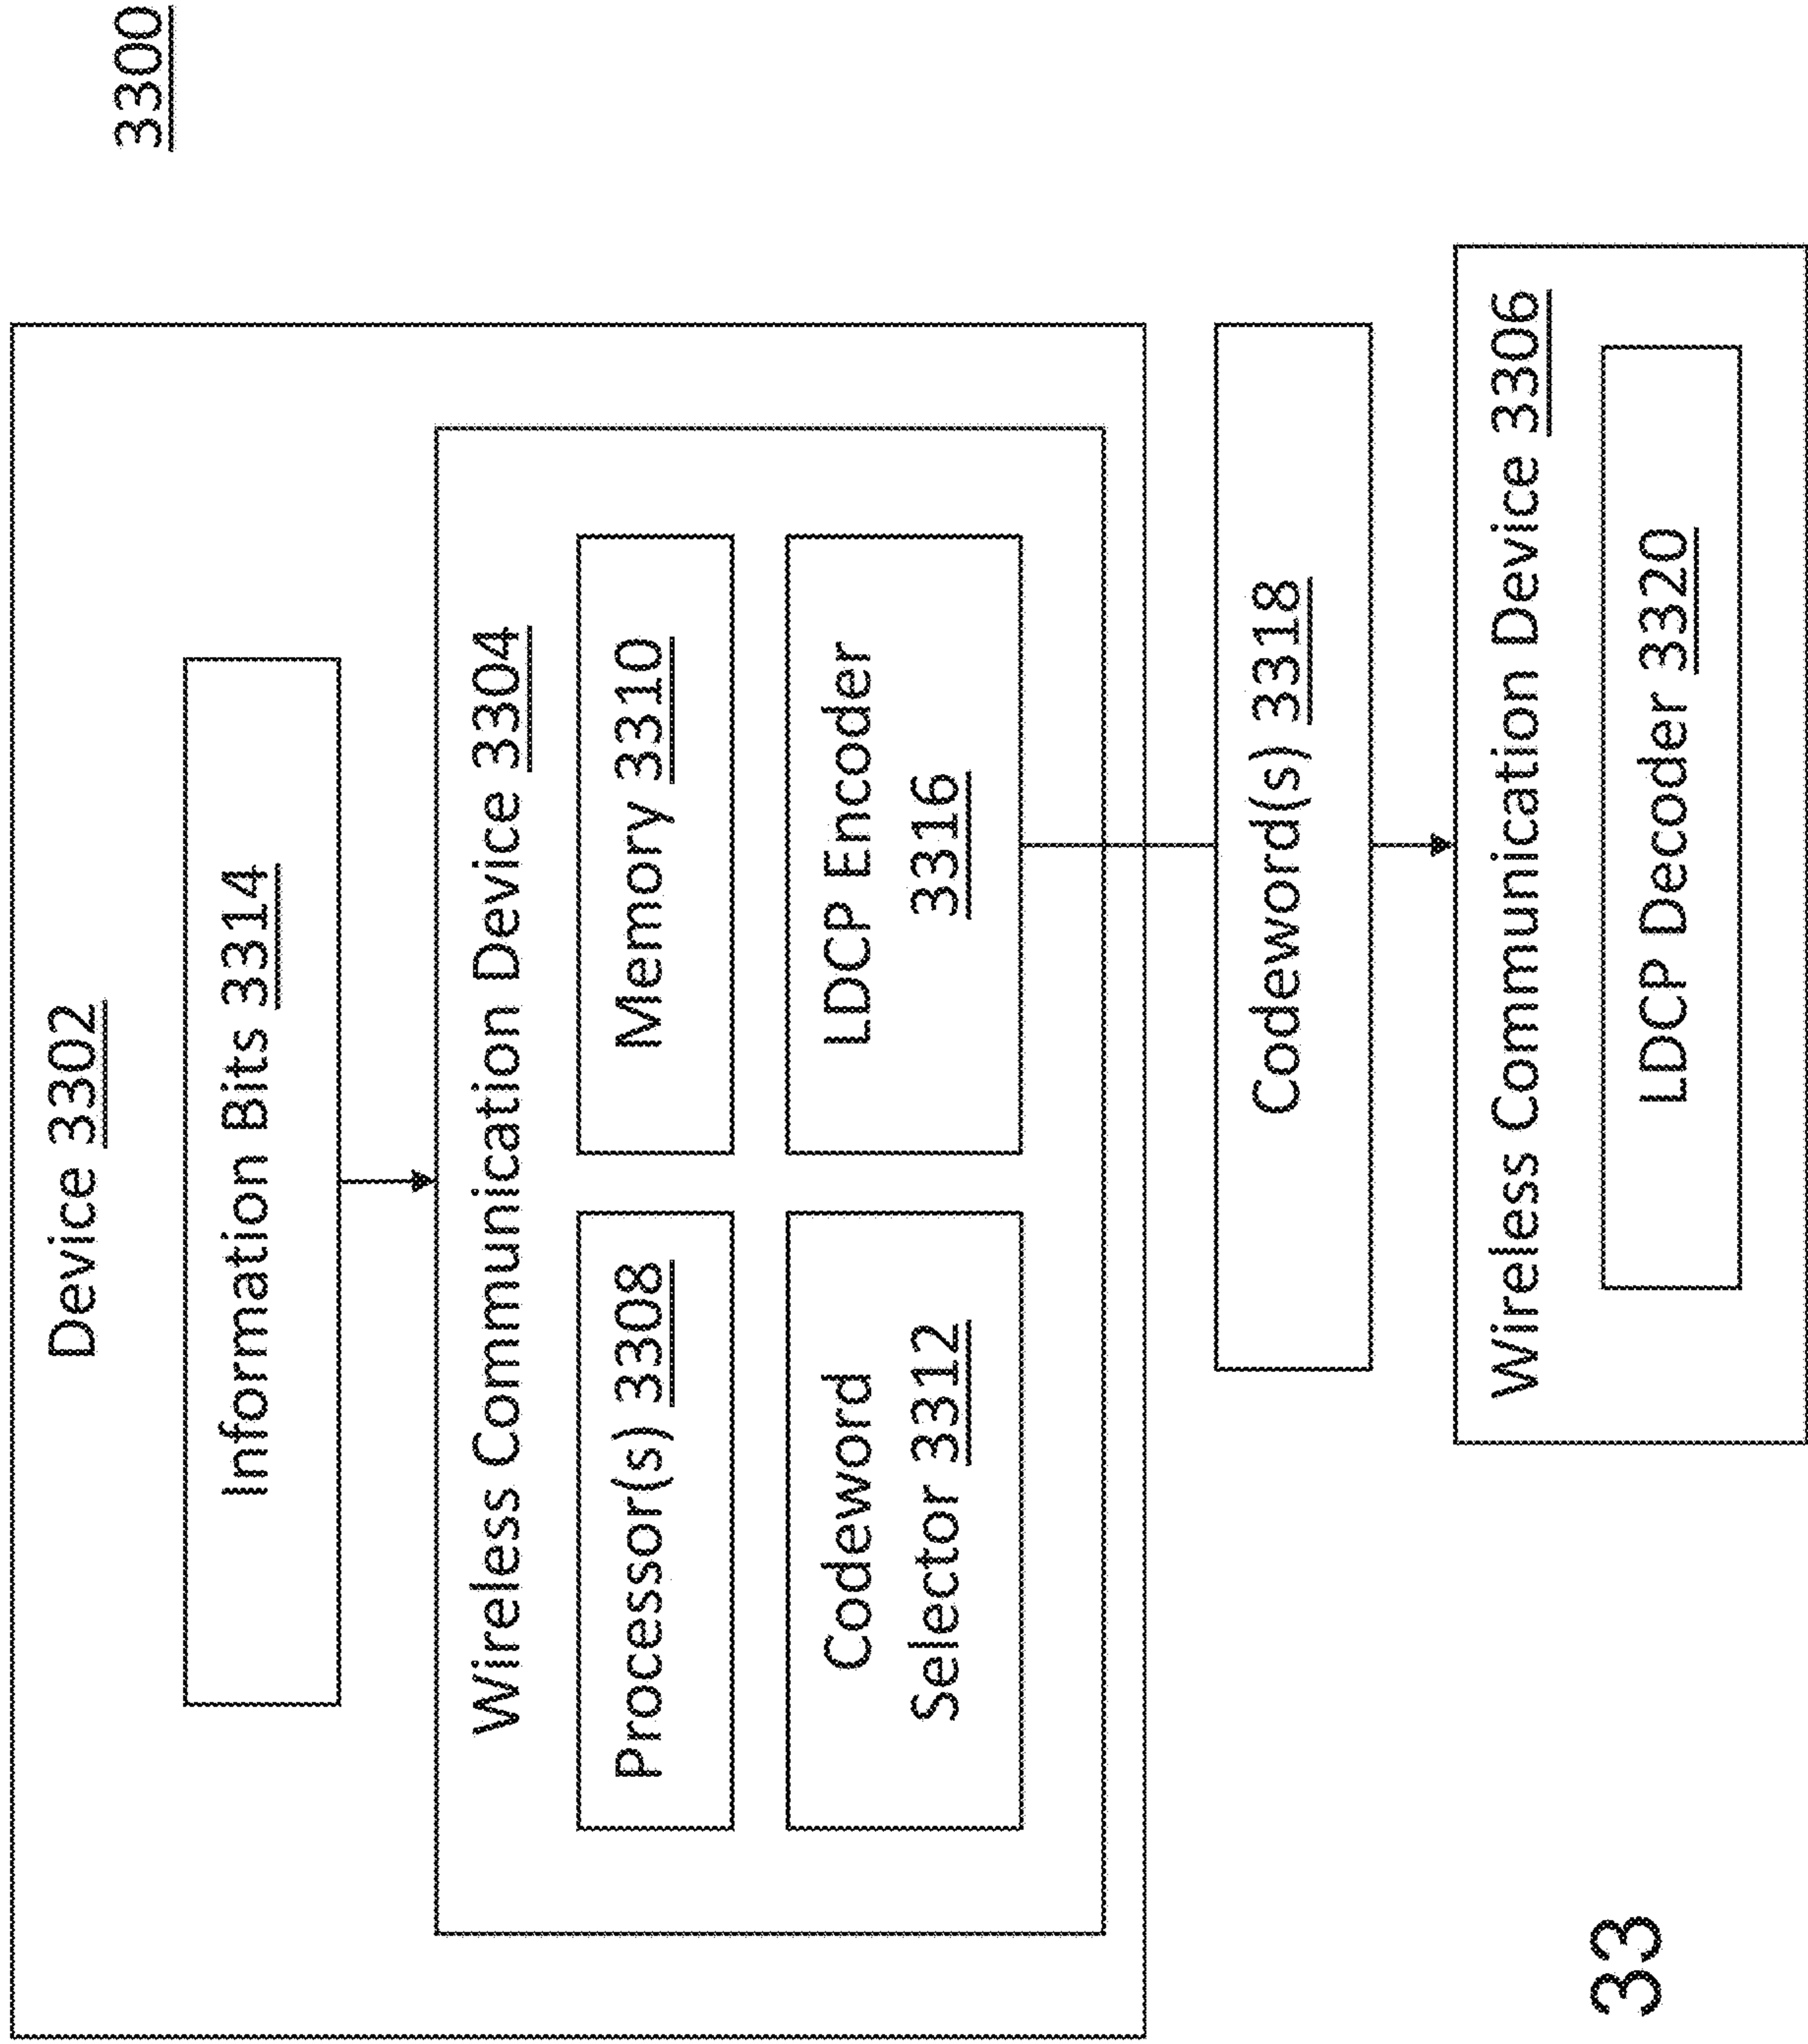 3300
Device 3302
Information Bits 3314
Wireless Communication Device 3304
Processor(s) 3308
Memory 3310
Codeword
Selector 3312
LDCP Encoder
3316
Codeword(s) 3318
Wireless Communication Device 3306
LDCP Decoder 3320
33